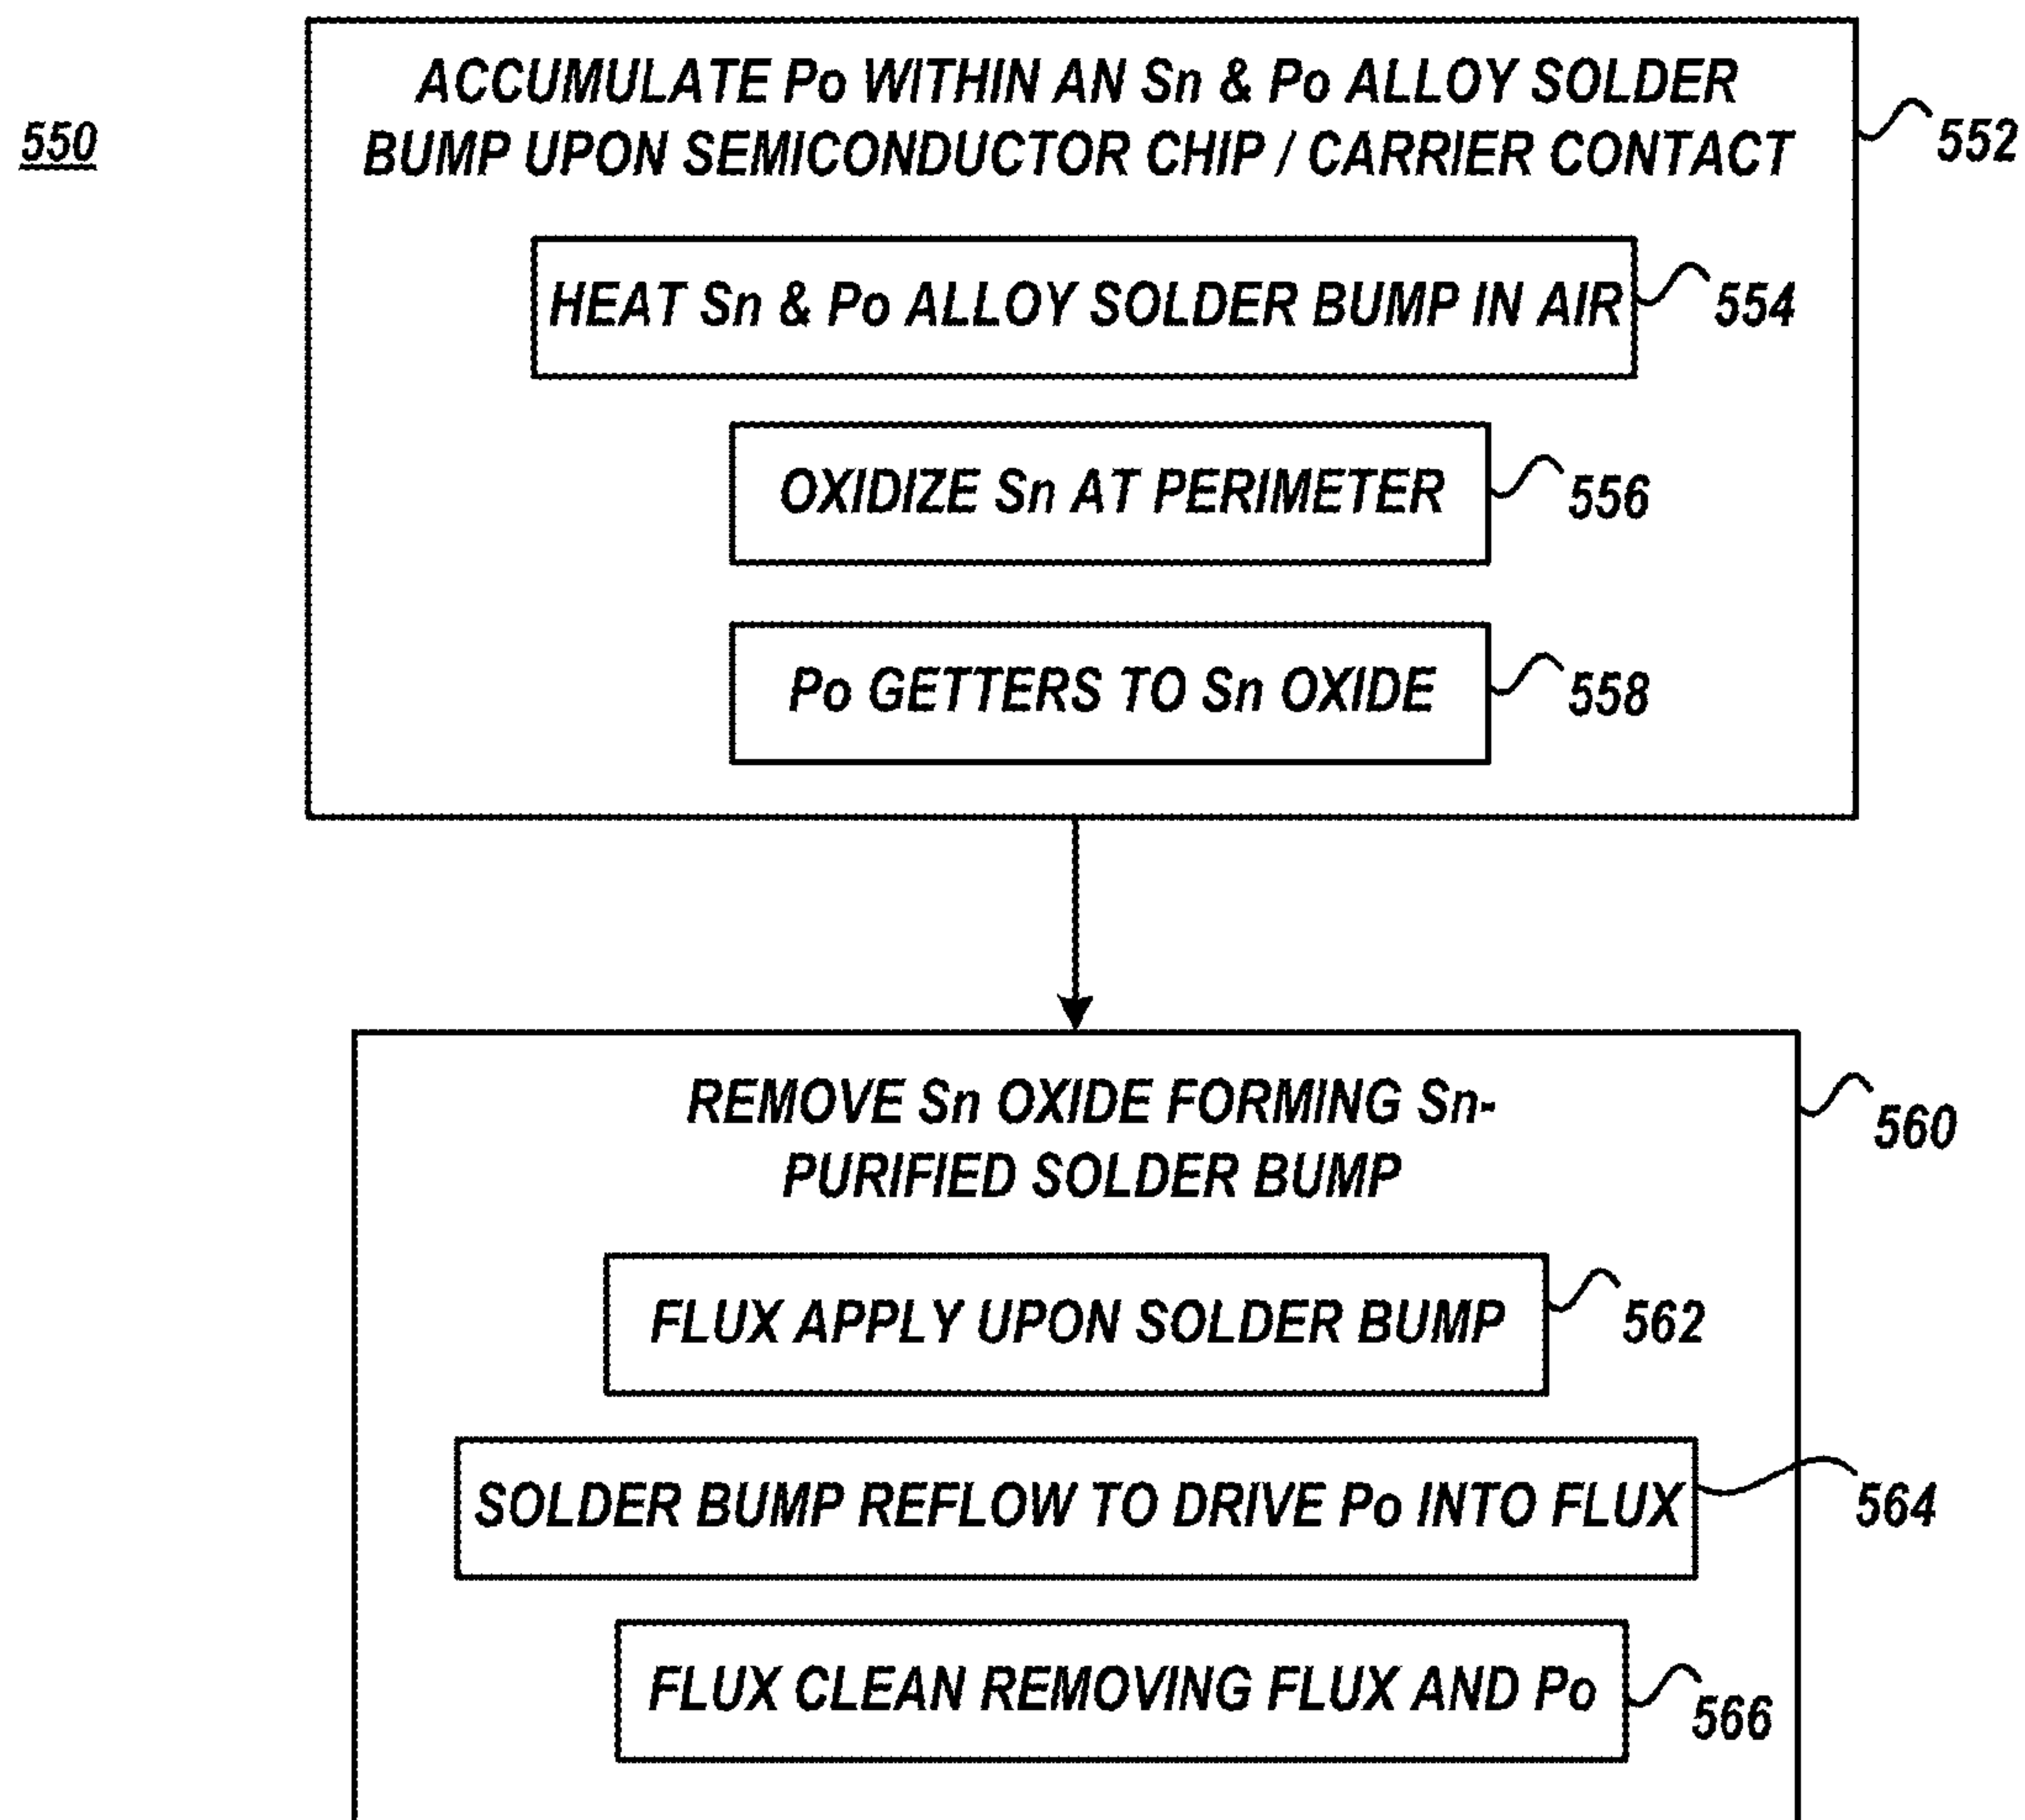 550
ACCUMULATE Po WITHIN AN Sn & Po ALLOY SOLDER
BUMP UPON SEMICONDUCTOR CHIP / CARRIER CONTACT
552
HEAT Sn & Po ALLOY SOLDER BUMP IN AIR
554
OXIDIZE Sn AT PERIMETER
556
Po GETTERS TO Sn OXIDE
558
REMOVE Sn OXIDE FORMING Sn-
PURIFIED SOLDER BUMP
560
FLUX APPLY UPON SOLDER BUMP
562
SOLDER BUMP REFLOW TO DRIVE Po INTO FLUX
564
FLUX CLEAN REMOVING FLUX AND Po
566